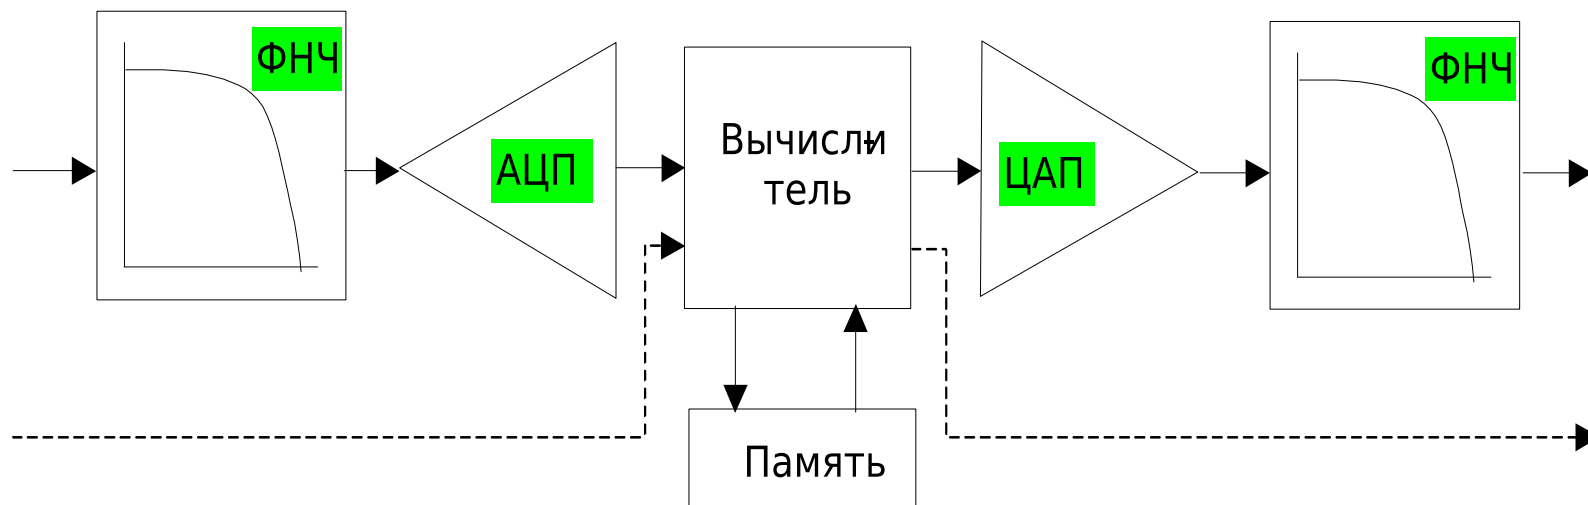 ФНЧ
АЦП
Вычисли-
тель
ЦАП
ФНЧ
Память